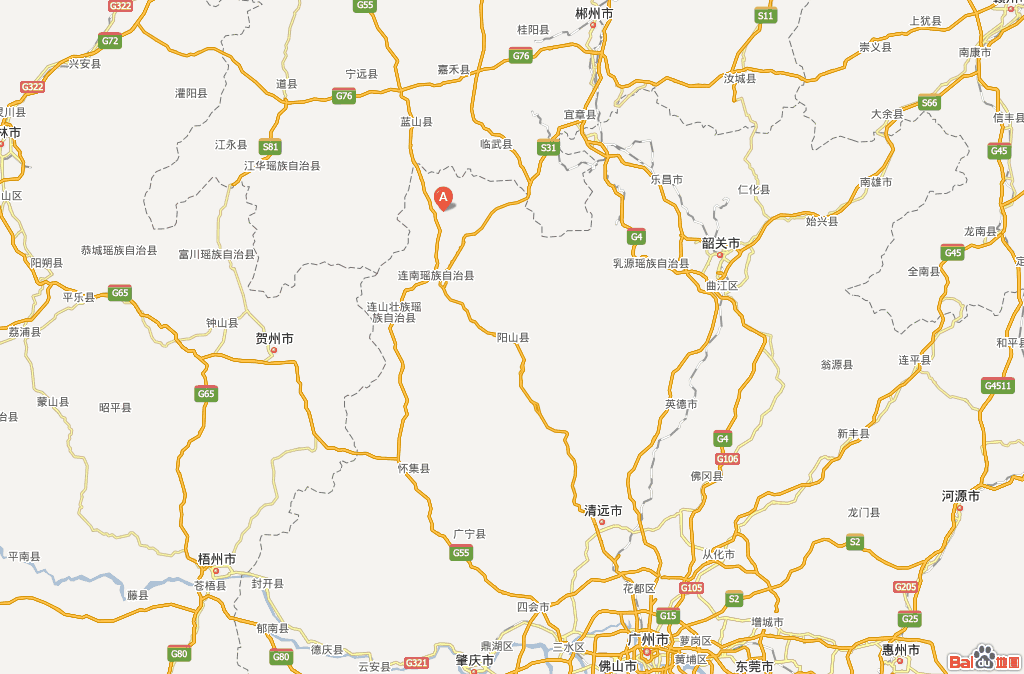 G322
G55
郴州市
S11
赣州市
上犹县
桂阳县
G72
G76
崇义县
南康市
兴安县
宁远县
嘉禾县
汝城县
G322
道县
灌阳县
G76
S66
灵川县
蓝山县
宜章县
大余县
信丰县
林市
江永县
S81
临武县
S31
G45
江华瑶族自治县
乐昌市
南雄市
仁化县
山区
A
始兴县
G4
韶关市
龙南县
恭城瑶族自治县
富川瑶族自治县
G45
阳朔县
乳源瑶族自治县
全南县
定
连南瑶族自治县
曲江区
平乐县
G65
连山壮族瑶
族自治县
荔浦县
钟山县
贺州市
阳山县
和平县
连平县
翁源县
G65
G4511
蒙山县
昭平县
英德市
治县
新丰县
G4
G106
怀集县
佛冈县
河源市
清远市
龙门县
广宁县
S2
平南县
G55
从化市
梧州市
苍梧县
封开县
花都区
G105
G205
藤县
S2
四会市
G15
G25
增城市
郁南县
广州市
萝岗区
德庆县
鼎湖区
三水区
惠州市
G80
G80
云安县
G321
肇庆市
佛山市
黄埔区
东莞市
Bai du 地图